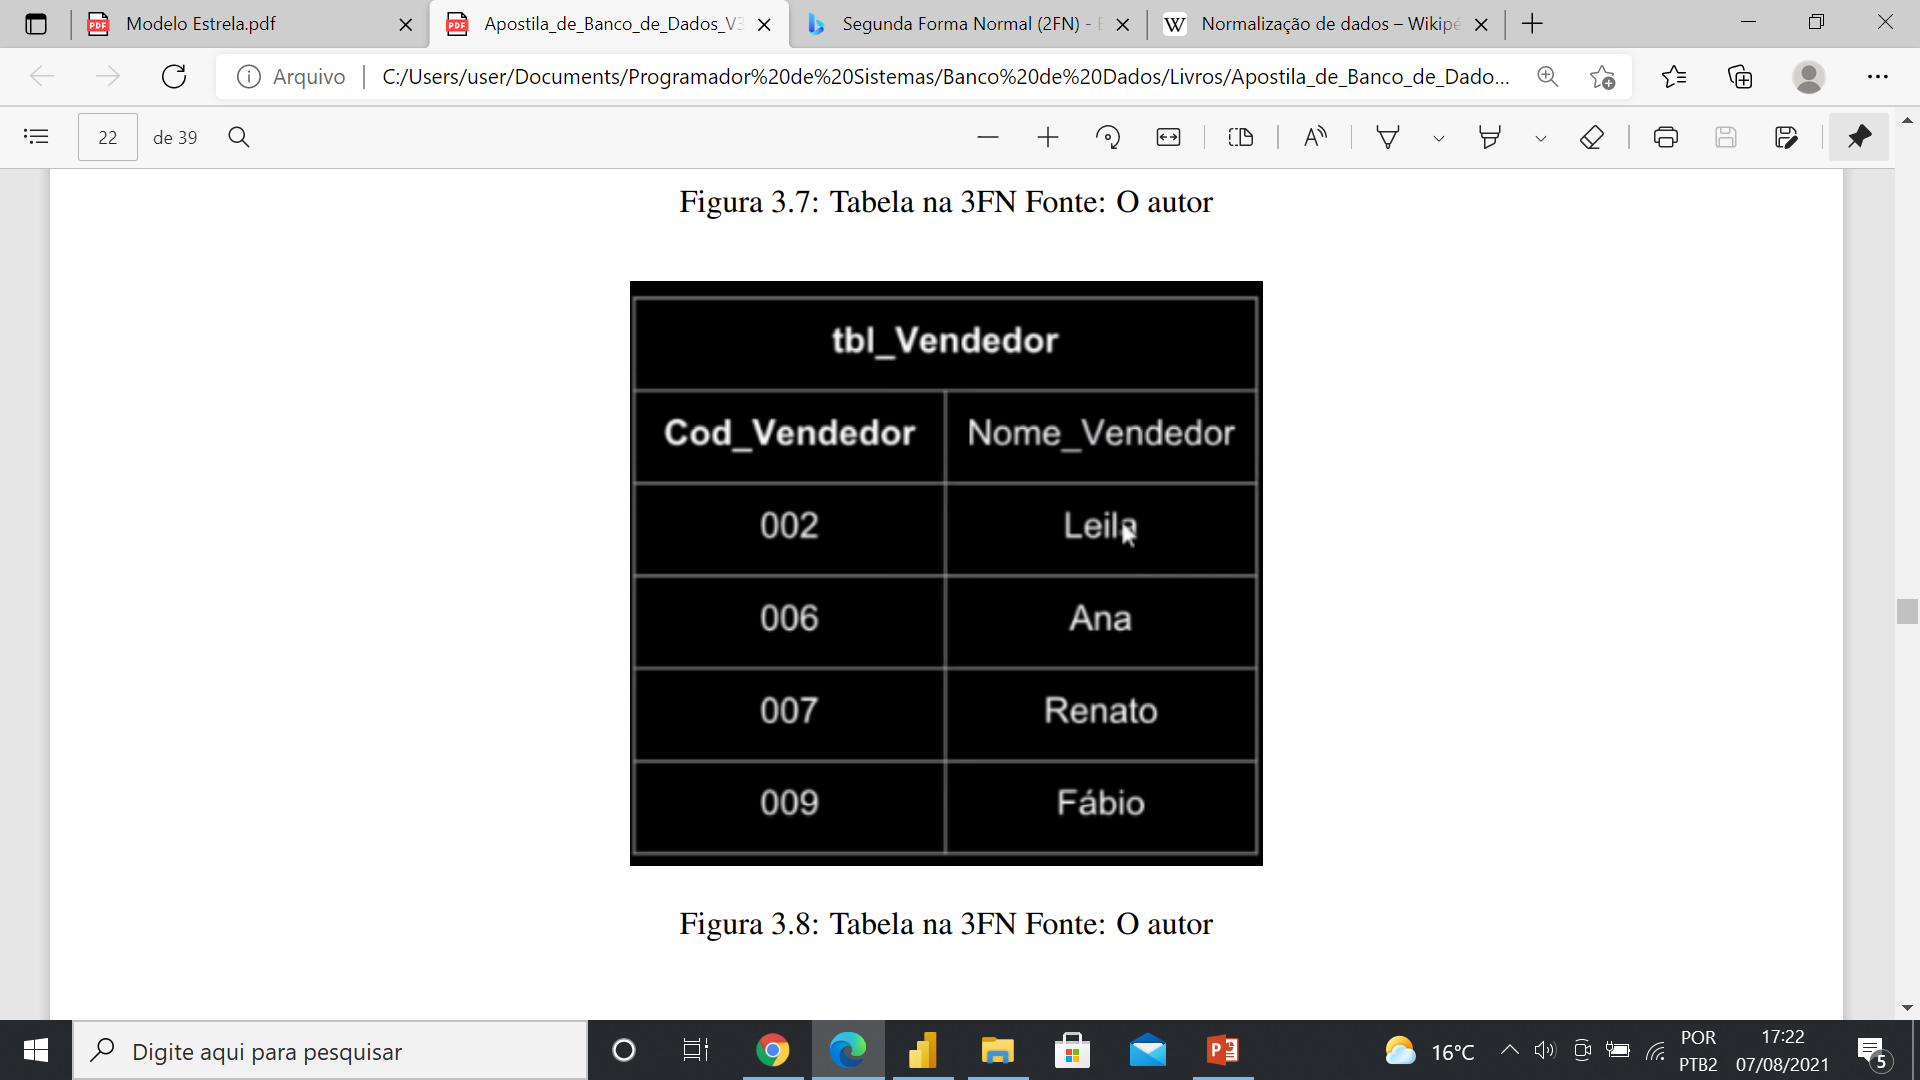 Modelo Estrela.pdf
Apostila_de_Banco_de_Dados_V3
Segunda Forma Normal (2FN) -
Normalização de dados – Wikipé
Arquivo
C:/Users/user/Documents/Programador%20de%20Sistemas/Banco%20de%20Dados/Livros/Apostila_de_Banco_de_Dado...
22 de 39
Figura 3.7: Tabela na 3FN Fonte: O autor
tbl_Vendedor
Cod_Vendedor Nome_Vendedor
002 Leila
006 Ana
007 Renato
009 Fábio
Figura 3.8: Tabela na 3FN Fonte: O autor
Digite aqui para pesquisar
16°C
POR
PTB2
17:22
07/08/2021
5